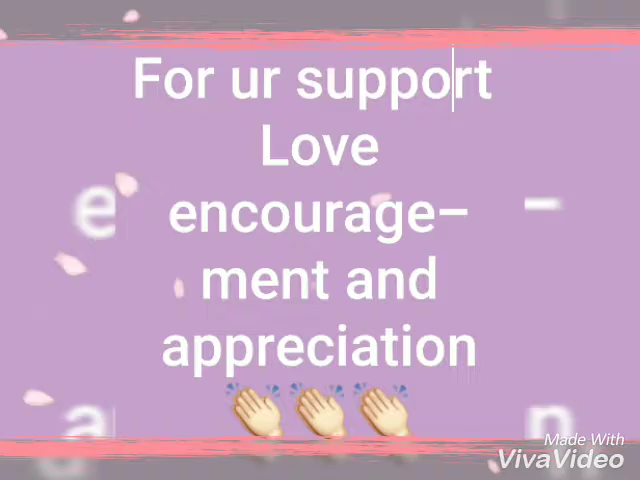 For ur support
Love
encourage–
ment and
appreciation
👏👏👏
Made With
VivaVideo